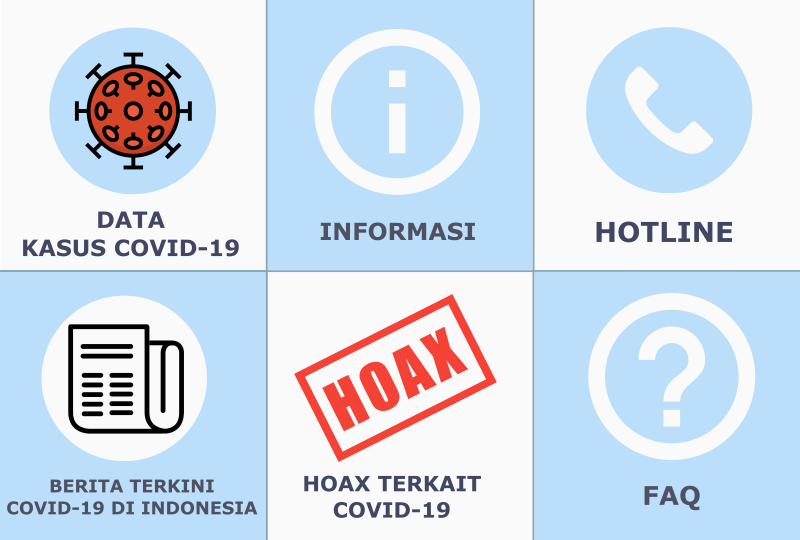 DATA
KASUS COVID-19
INFORMASI
HOTLINE
BERITA TERKINI
COVID-19 DI INDONESIA
HOAX
HOAX TERKAIT
COVID-19
FAQ